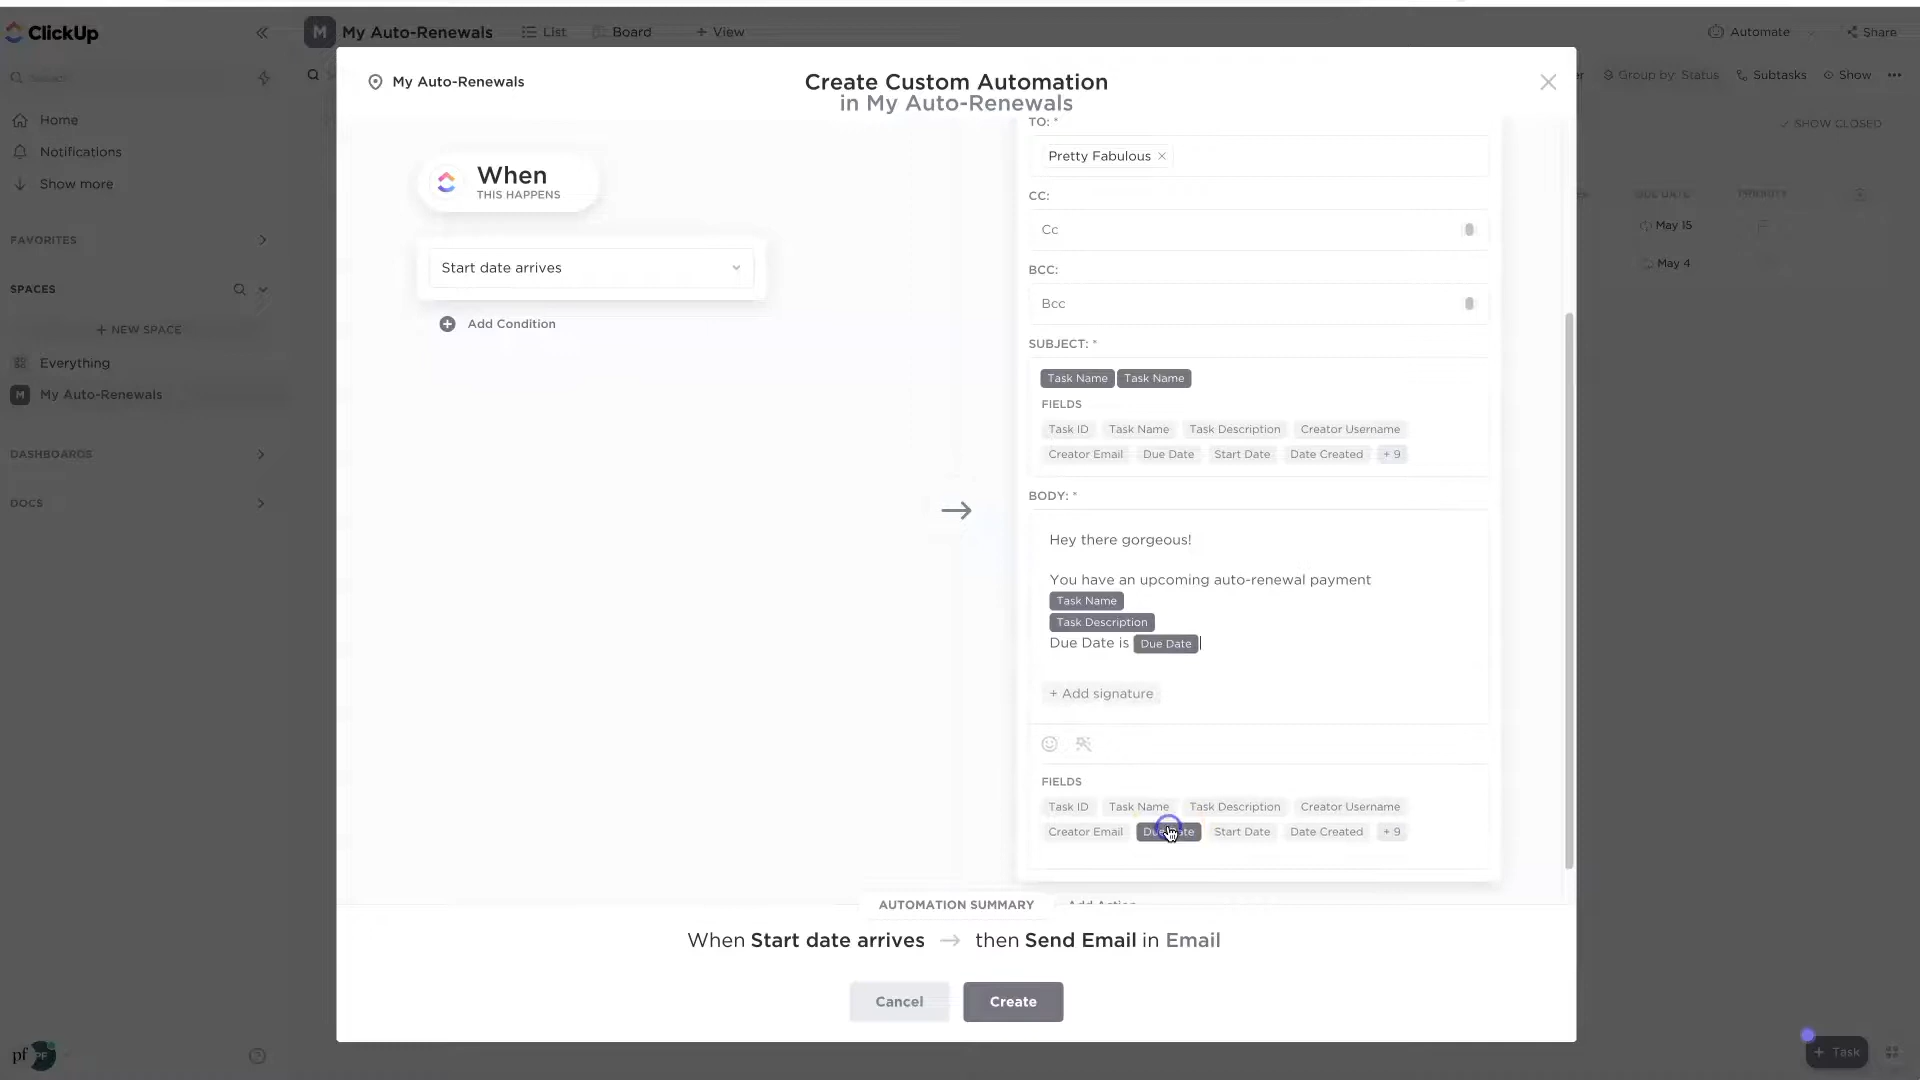 ClickUp
M My Auto-Renewals List Board + View Automate Share
Search
er Group by: Status Subtasks Show
My Auto-Renewals
Create Custom Automation
in My Auto-Renewals
SHOW CLOSED
Home
Notifications
Show more
FAVORITES
SPACES
+ NEW SPACE
Everything
M My Auto-Renewals
DASHBOARDS
DOCS
pf PF
When
THIS HAPPENS
Start date arrives
Add Condition
TO: *
Pretty Fabulous
CC:
Cc
BCC:
Bcc
SUBJECT: *
Task Name Task Name
FIELDS
Task ID Task Name Task Description Creator Username
Creator Email Due Date Start Date Date Created + 9
BODY: *
Hey there gorgeous!
You have an upcoming auto-renewal payment
Task Name
Task Description
Due Date is Due Date
+ Add signature
FIELDS
Task ID Task Name Task Description Creator Username
Creator Email Due Date Start Date Date Created + 9
Add Action
DUE DATE PRIORITY
May 15
May 4
AUTOMATION SUMMARY
When Start date arrives → then Send Email in Email
Cancel Create
+ Task